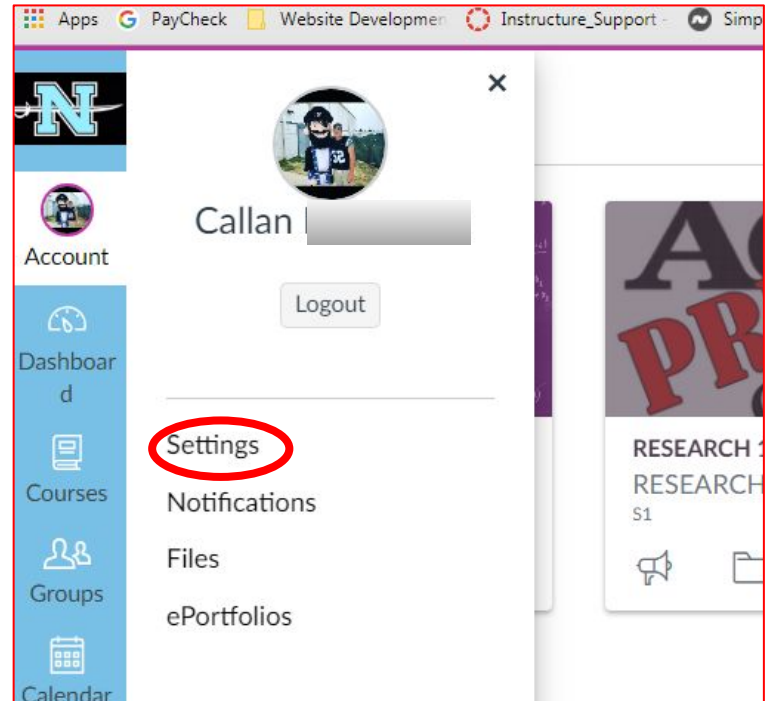 Apps
PayCheck
Website Developmen
Instructure_Support -
Simp
N
Account
Dashboar
d
Courses
Groups
Calendar
Callan
Logout
Settings
Notifications
Files
ePortfolios
RESEARCH 1
RESEARCH
S1